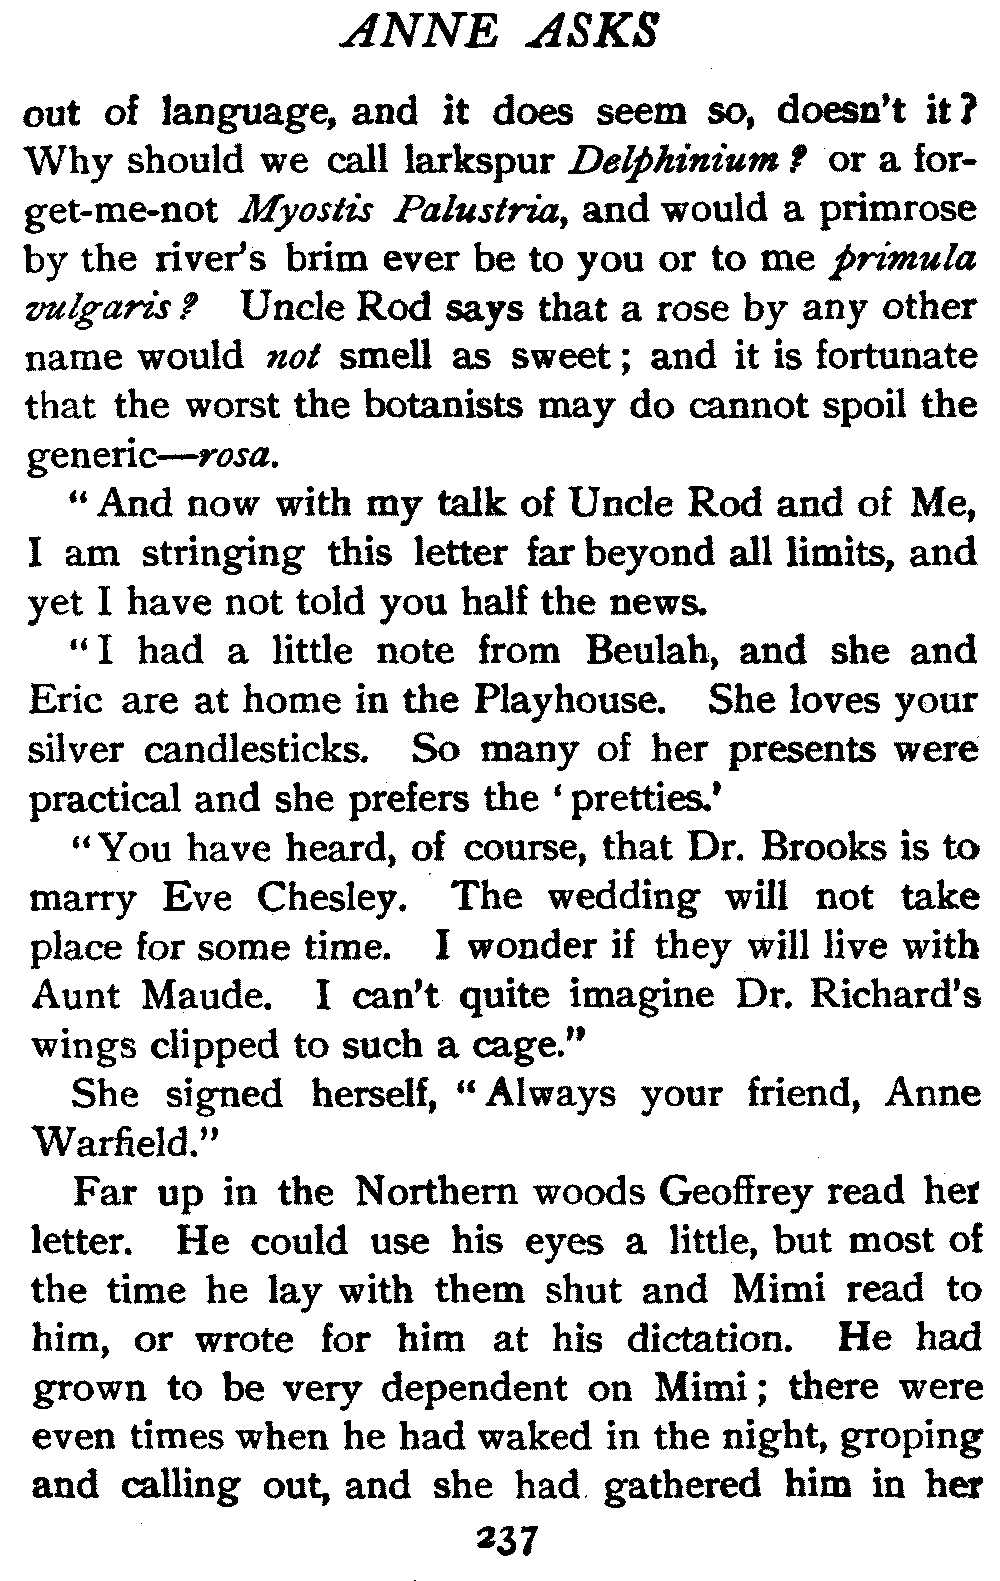 ANNE ASKS
out of language, and it does seem so, doesn't it?
Why should we call larkspur Delphinium? or a for-
get-me-not Myostis Palustria, and would a primrose
by the river's brim ever be to you or to me primula
vulgaris? Uncle Rod says that a rose by any other
name would not smell as sweet; and it is fortunate
that the worst the botanists may do cannot spoil the
generic—rosa.
"And now with my talk of Uncle Rod and of Me,
I am stringing this letter far beyond all limits, and
yet I have not told you half the news.
"I had a little note from Beulah, and she and
Eric are at home in the Playhouse. She loves your
silver candlesticks. So many of her presents were
practical and she prefers the 'pretties.'
"You have heard, of course, that Dr. Brooks is to
marry Eve Chesley. The wedding will not take
place for some time. I wonder if they will live with
Aunt Maude. I can't quite imagine Dr. Richard's
wings clipped to such a cage."
She signed herself, "Always your friend, Anne
Warfield."
Far up in the Northern woods Geoffrey read her
letter. He could use his eyes a little, but most of
the time he lay with them shut and Mimi read to
him, or wrote for him at his dictation. He had
grown to be very dependent on Mimi; there were
even times when he had waked in the night, groping
and calling out, and she had gathered him in her
237